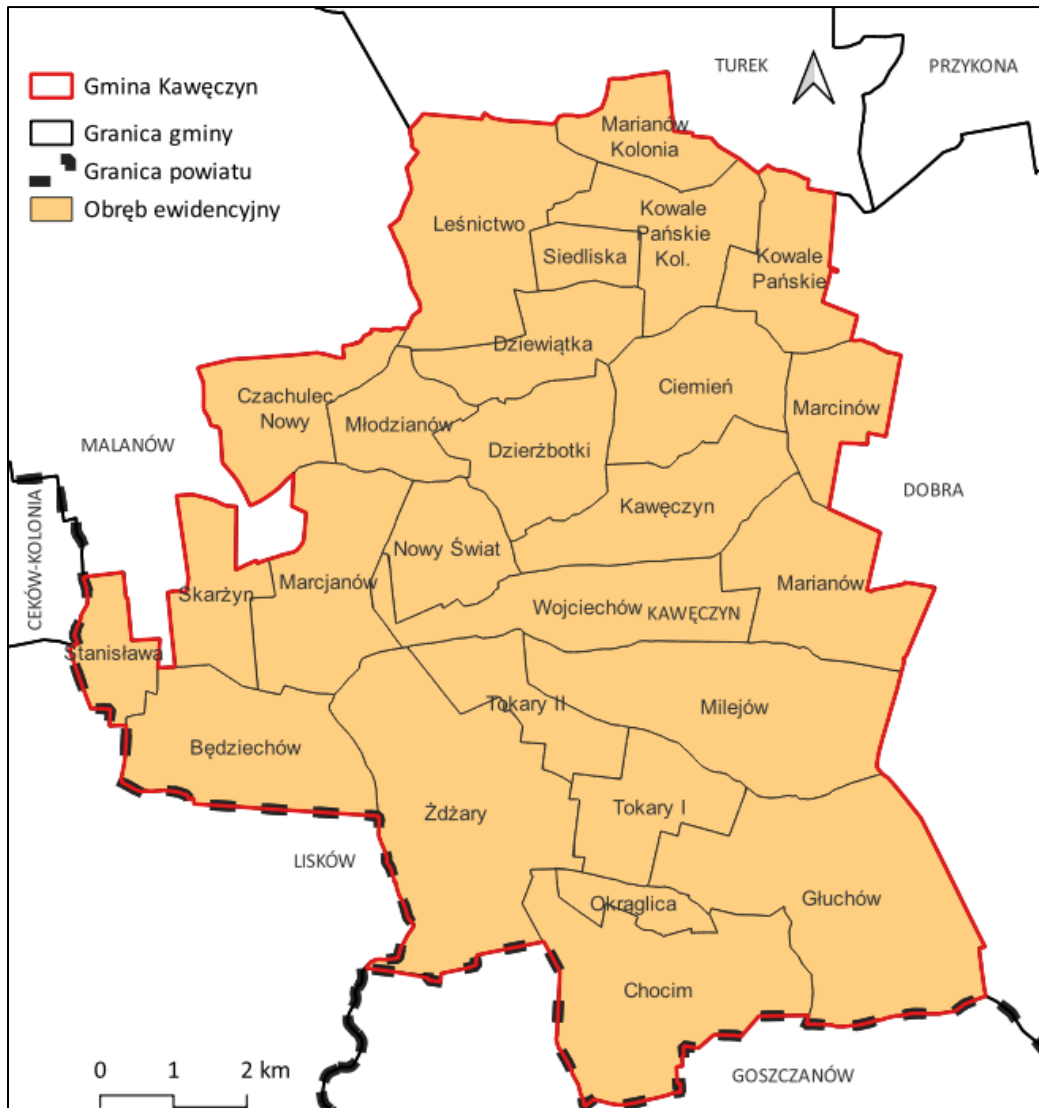 TUREK
PRZYKONA
Gmina Kawęczyn
Granica gminy
Granica powiatu
Obręb ewidencyjny
Marianów
Kolonia
Leśnictwo
Kowale
Pańskie
Kol.
Siedliska
Kowale
Pańskie
Dziewiątka
Ciemień
Czachulec
Nowy
Młodzianów
Marcinów
MALANÓW
Dzierżbotki
DOBRA
CEKÓW-KOLONIA
Kawęczyn
Nowy Świat
Skarżyn
Marcjanów
Marianów
Wojciechów
KAWĘCZYN
Stanisława
Tokary II
Milejów
Będziechów
Żdżary
Tokary I
LISKÓW
Okrąglica
Głuchów
Chocim
0 1 2 km
GOSZCZANÓW